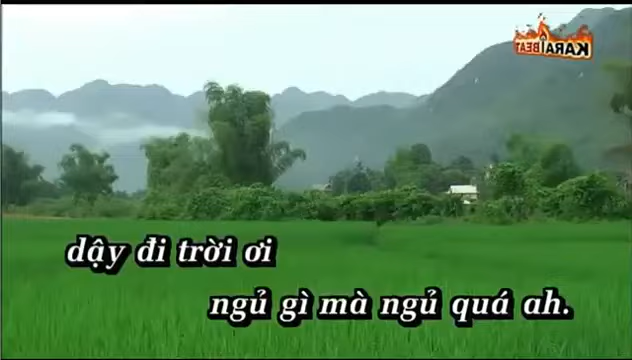 KARA BEAT
dậy đi trời ơi
ngủ gì mà ngủ quá ah.